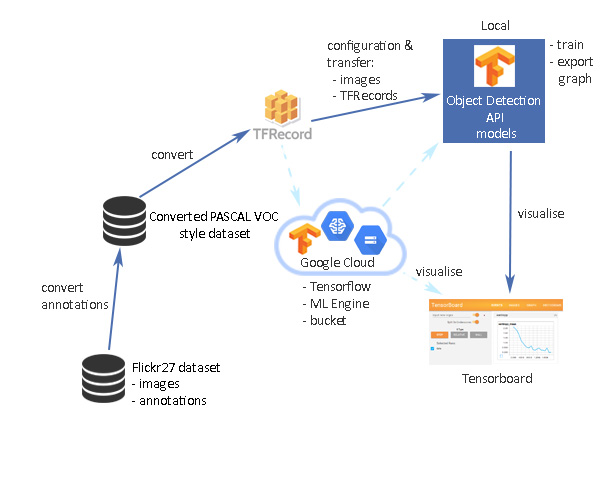 Local
configuration &
transfer:
- images
- TFRecords
- train
- export
graph
Object Detection
API
models
TFRecord
convert
Converted PASCAL VOC
style dataset
visualise
Google Cloud
- Tensorflow
- ML Engine
- bucket
visualise
convert
annotations
TensorBoard
Tensorboard
Flickr27 dataset
- images
- annotations